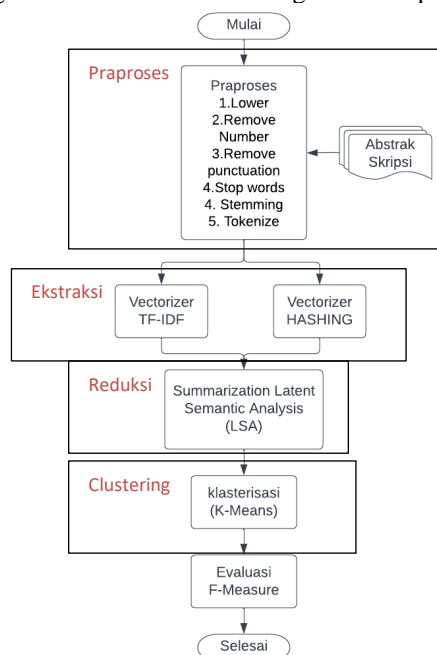 Mulai
Praproses
Praproses
1.Lower
2.Remove
Number
3.Remove
punctuation
4.Stop words
4. Stemming
5. Tokenize
Abstrak
Skripsi
Ekstraksi
Vectorizer
TF-IDF
Vectorizer
HASHING
Reduksi
Summarization Latent
Semantic Analysis
(LSA)
Clustering
klasterisasi
(K-Means)
Evaluasi
F-Measure
Selesai